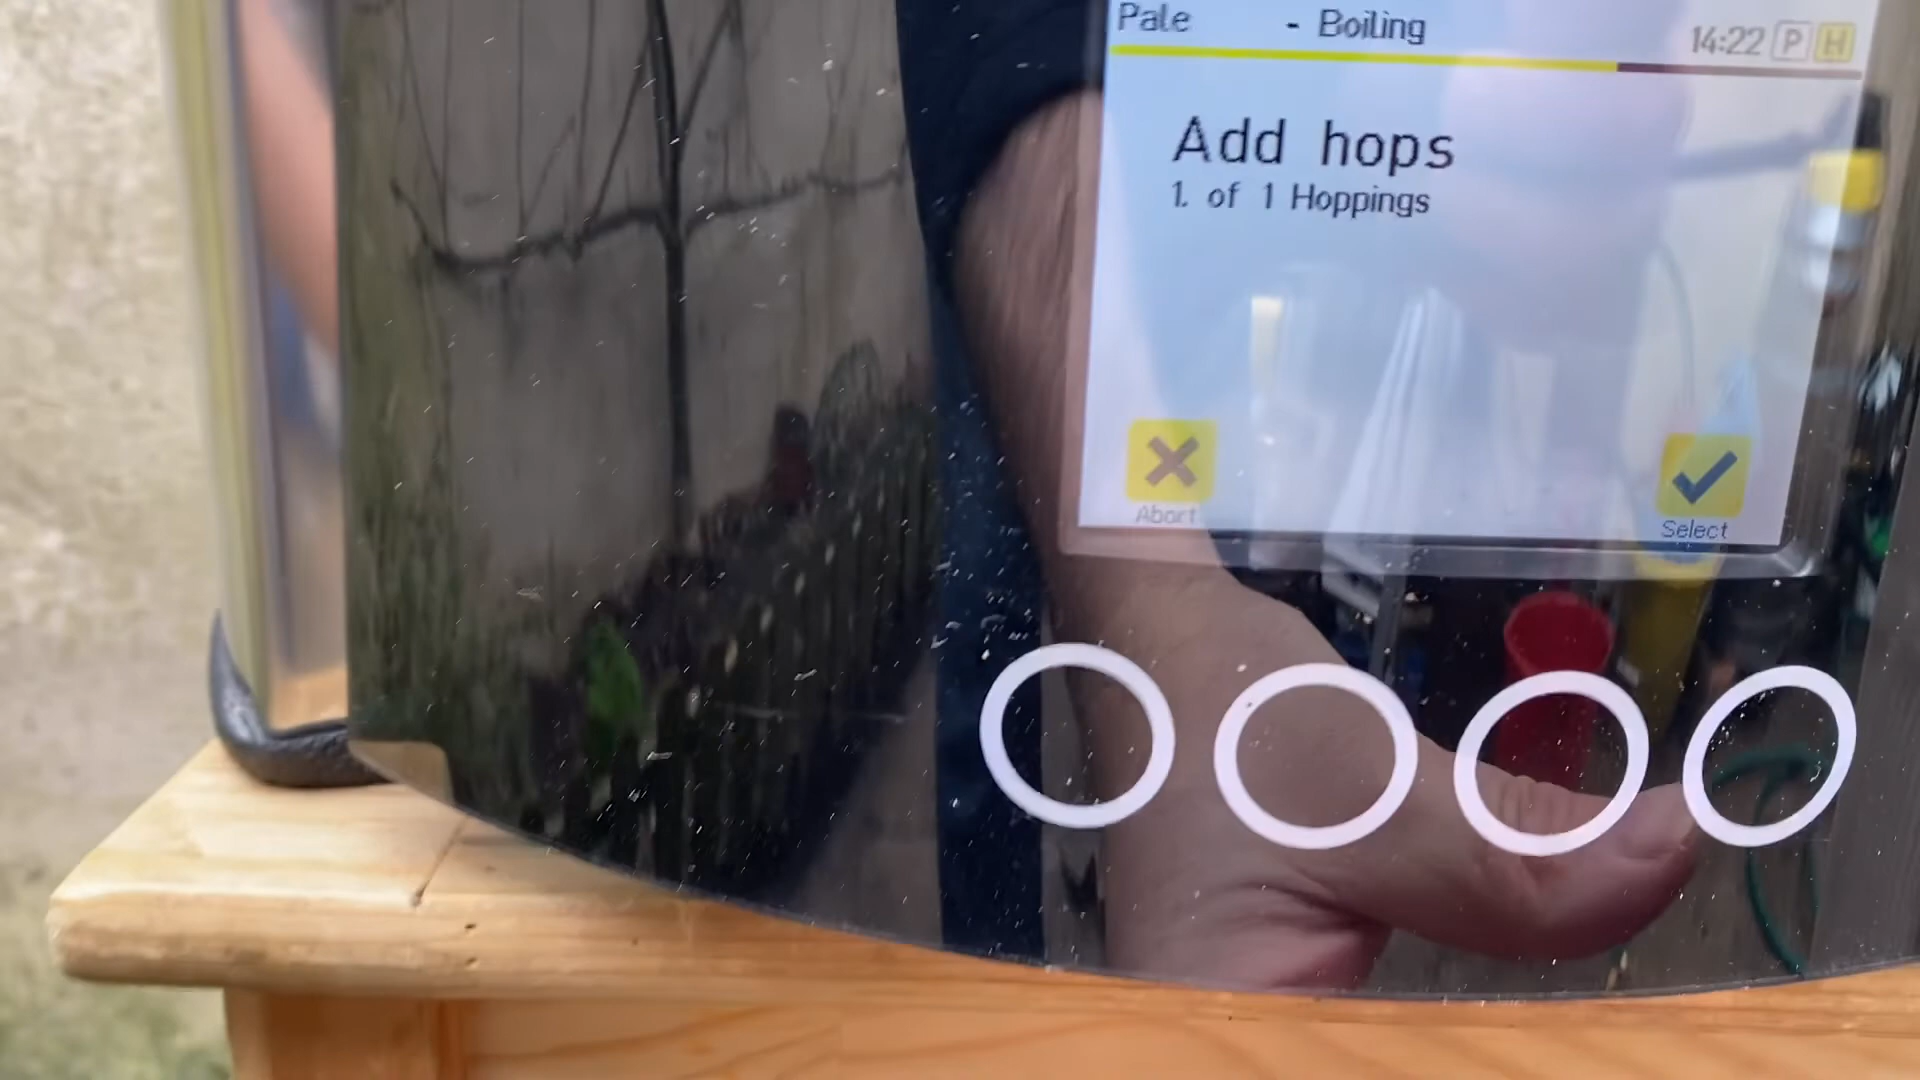 Pale - Boiling
14:22 P H
Add hops
1. of 1 Hoppings
Abort
Select